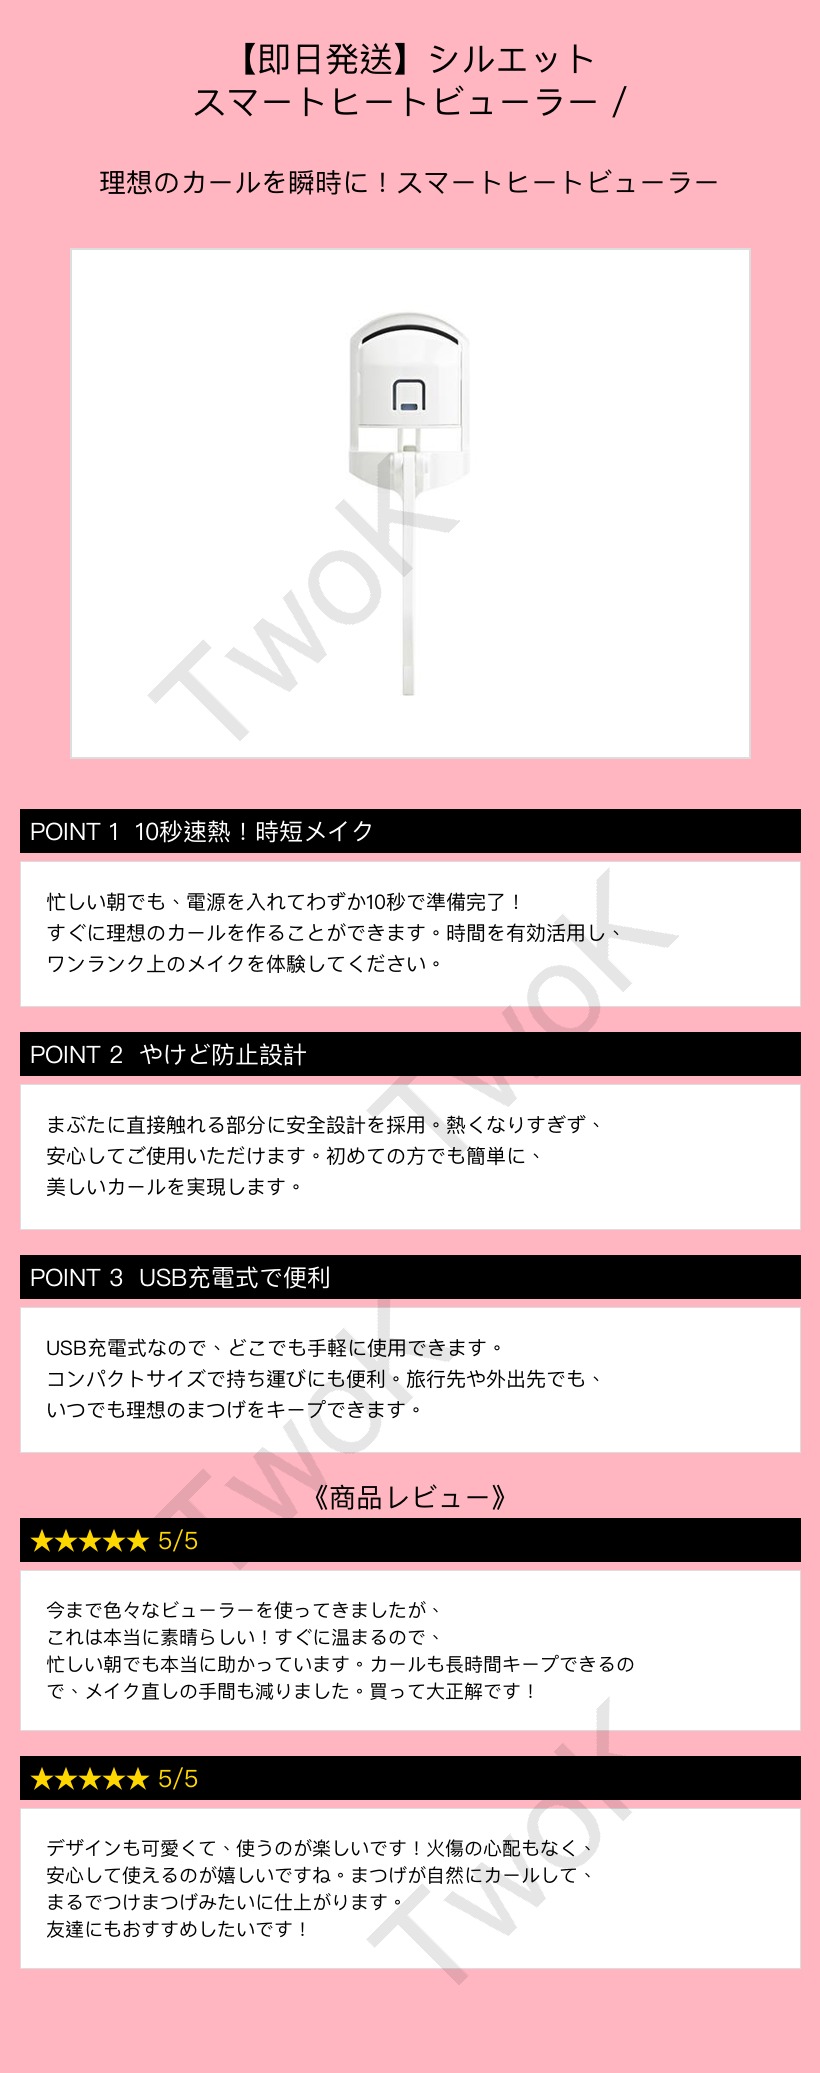 【即日発送】シルエット
スマートヒートビューラー /
理想のカールを瞬時に！スマートヒートビューラー
TwoK
POINT 1 10秒速熱！時短メイク
忙しい朝でも、電源を入れてわずか10秒で準備完了！
すぐに理想のカールを作ることができます。時間を有効活用し、
ワンランク上のメイクを体験してください。
TwoK
POINT 2 やけど防止設計
まぶたに直接触れる部分に安全設計を採用。熱くなりすぎず、
安心してご使用いただけます。初めての方でも簡単に、
美しいカールを実現します。
POINT 3 USB充電式で便利
USB充電式なので、どこでも手軽に使用できます。
コンパクトサイズで持ち運びにも便利。旅行先や外出先でも、
いつでも理想のまつげをキープできます。
TwoK
《商品レビュー》
★★★★★ 5/5
今まで色々なビューラーを使ってきましたが、
これは本当に素晴らしい！すぐに温まるので、
忙しい朝でも本当に助かっています。カールも長時間キープできるの
で、メイク直しの手間も減りました。買って大正解です！
★★★★★ 5/5
デザインも可愛くて、使うのが楽しいです！火傷の心配もなく、
安心して使えるのが嬉しいですね。まつげが自然にカールして、
まるでつけまつげみたいに仕上がります。
友達にもおすすめしたいです！
TwoK